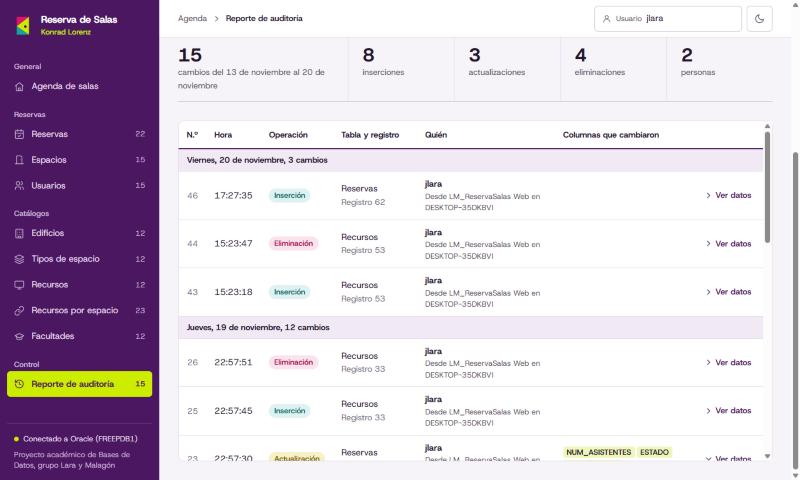 Reserva de Salas
Konrad Lorenz
General
Agenda de salas
Reservas
Reservas 22
Espacios 15
Usuarios 15
Catálogos
Edificios 12
Tipos de espacio 12
Recursos 12
Recursos por espacio 23
Facultades 12
Control
Reporte de auditoría 15
Conectado a Oracle (FREEPDB1)
Proyecto académico de Bases de
Datos, grupo Lara y Malagón
Agenda > Reporte de auditoría
Usuario jlara
15
cambios del 13 de noviembre al 20 de
noviembre
8
inserciones
3
actualizaciones
4
eliminaciones
2
personas
N.º Hora Operación Tabla y registro Quién Columnas que cambiaron
Viernes, 20 de noviembre, 3 cambios
46 17:27:35 Inserción Reservas
Registro 62
jlara
Desde LM_ReservaSalas Web en
DESKTOP-35DKBVI
Ver datos
44 15:23:47 Eliminación Recursos
Registro 53
jlara
Desde LM_ReservaSalas Web en
DESKTOP-35DKBVI
Ver datos
43 15:23:18 Inserción Recursos
Registro 53
jlara
Desde LM_ReservaSalas Web en
DESKTOP-35DKBVI
Ver datos
Jueves, 19 de noviembre, 12 cambios
26 22:57:51 Eliminación Recursos
Registro 33
jlara
Desde LM_ReservaSalas Web en
DESKTOP-35DKBVI
Ver datos
25 22:57:45 Inserción Recursos
Registro 33
jlara
Desde LM_ReservaSalas Web en
DESKTOP-35DKBVI
Ver datos
23 22:57:30 Actualización Reservas
jlara
Desde LM_ReservaSalas Web en
NUM_ASISTENTES ESTADO
Ver datos